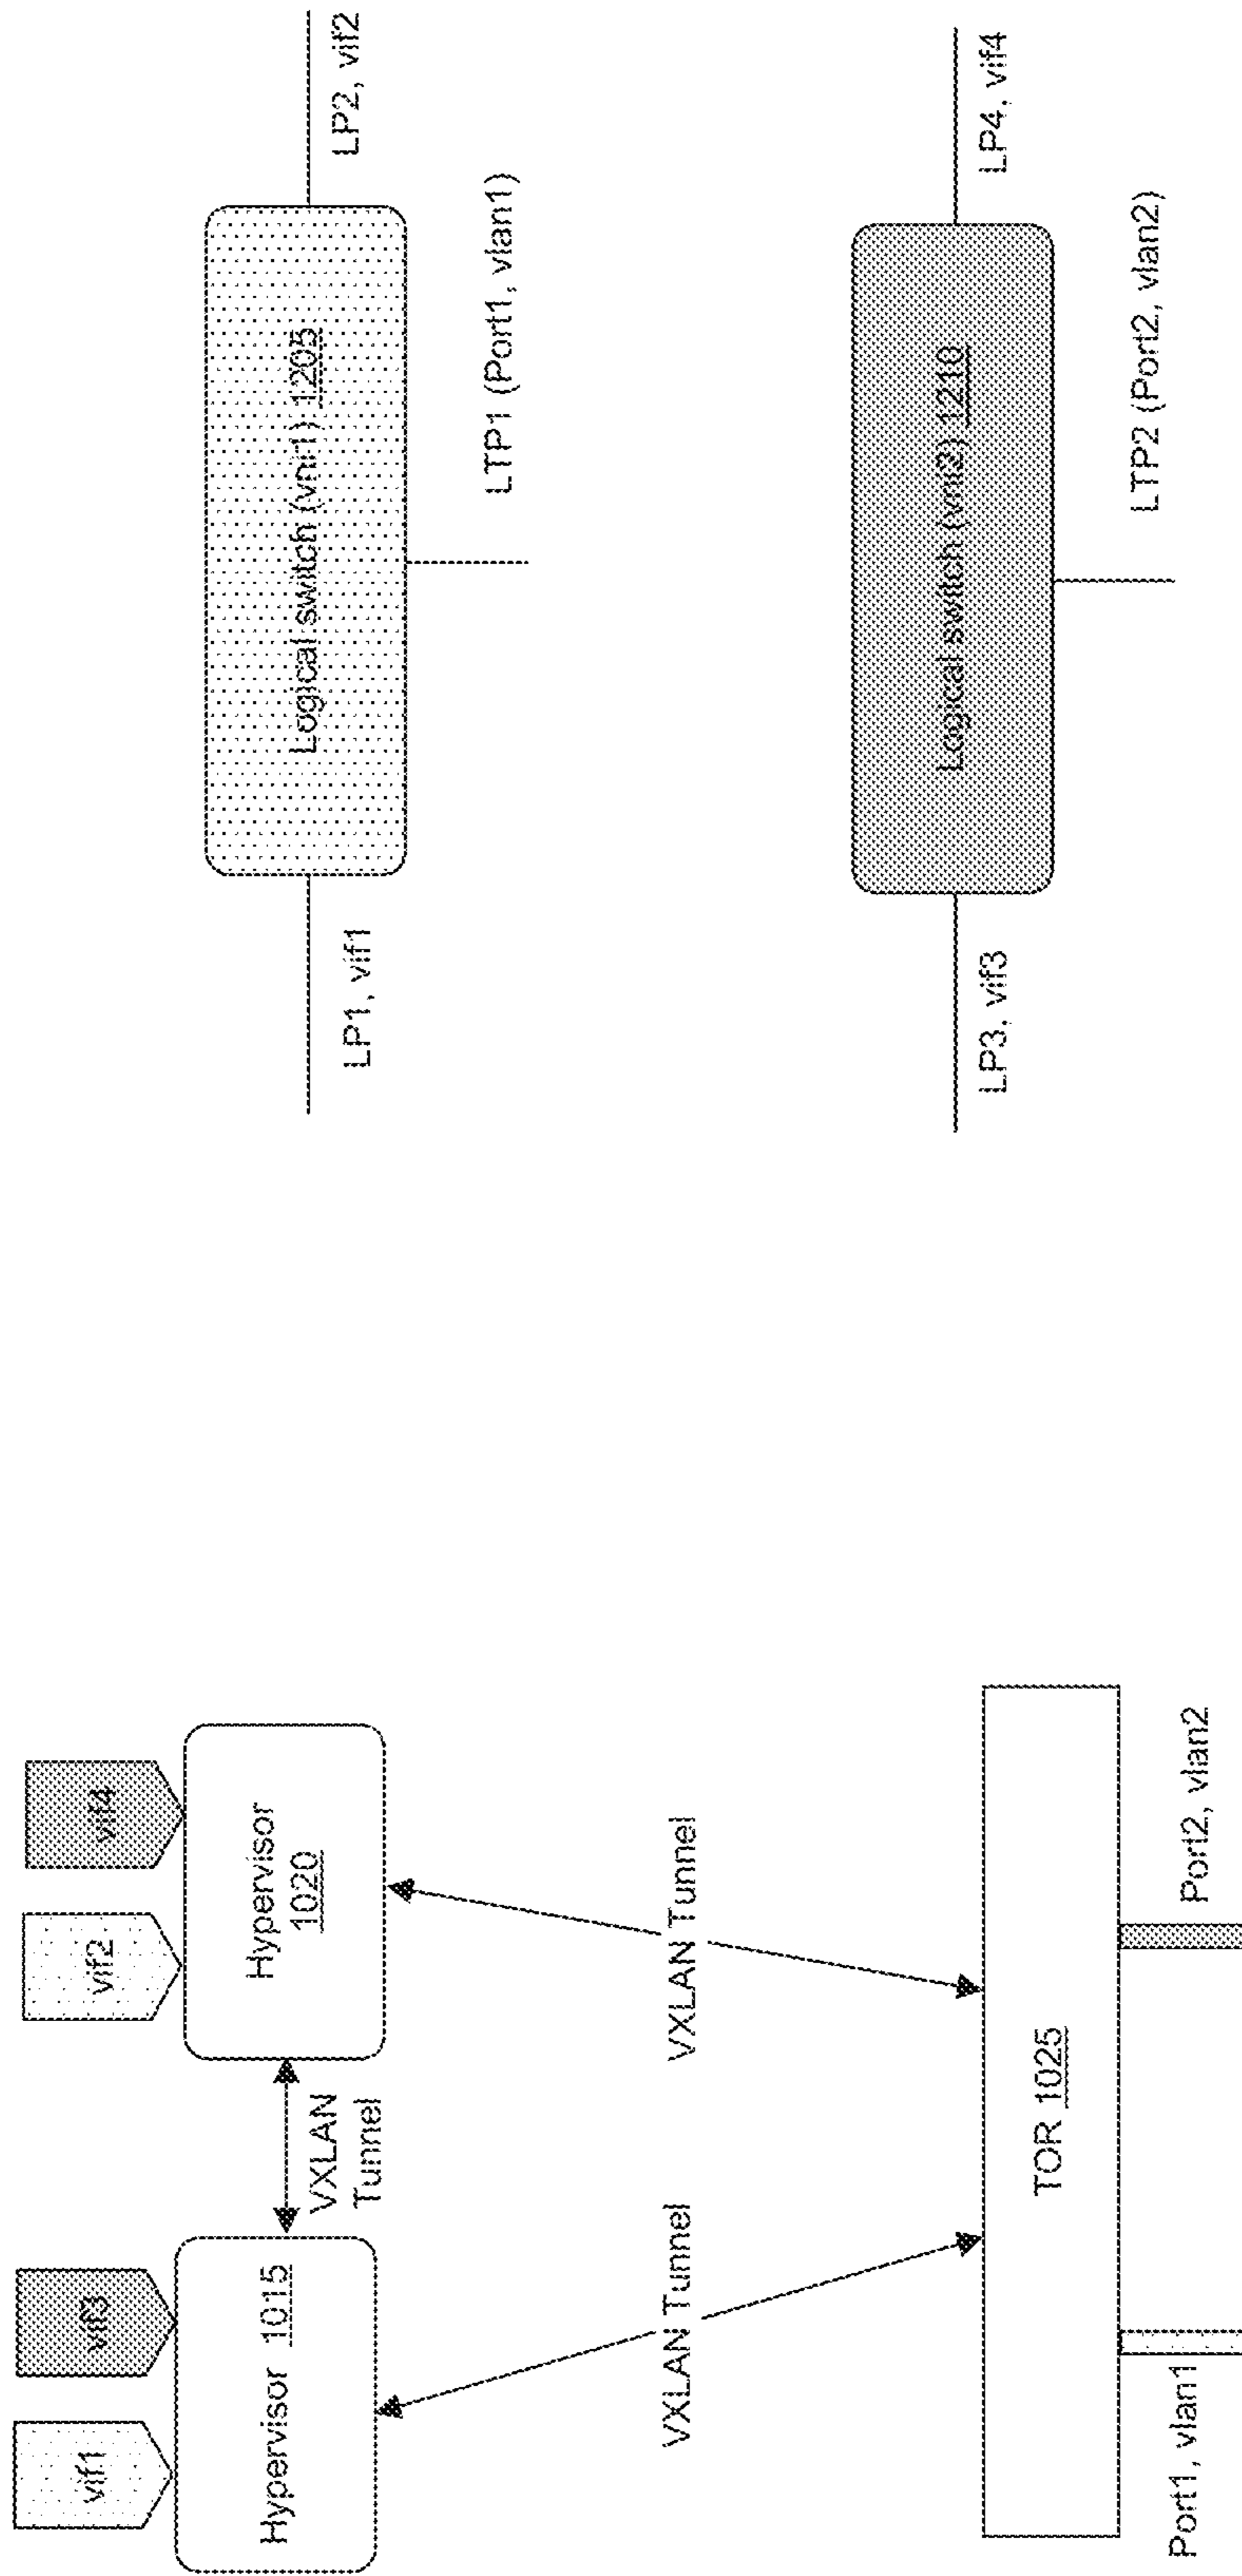 vif1
vif3
vif2
vif4
Hypervisor 1015
VXLAN
Tunnel
Hypervisor
1020
VXLAN Tunnel
VXLAN Tunnel
TOR 1025
Port1, vlan1
Port2, vlan2
LP1, vif1
Logical switch (vni1) 1205
LP2, vif2
LTP1 (Port1, vlan1)
LP3, vif3
Logical switch (vni2) 1210
LP4, vif4
LTP2 (Port2, vlan2)